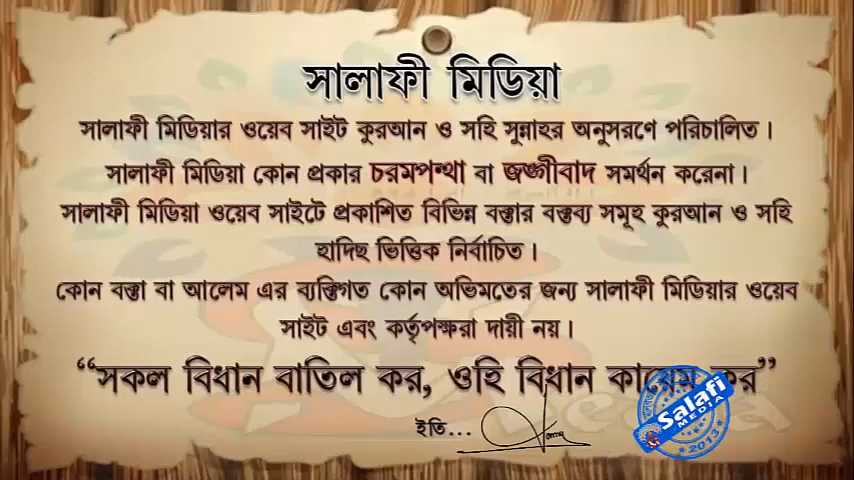 সালাফী মিডিয়া
সালাফী মিডিয়ার ওয়েব সাইট কুরআন ও সহি সুন্নাহর অনুসরণে পরিচালিত।
সালাফী মিডিয়া কোন প্রকার চরমপন্থা বা জঙ্গীবাদ সমর্থন করেনা।
সালাফী মিডিয়া ওয়েব সাইটে প্রকাশিত বিভিন্ন বক্তার বক্তব্য সমূহ কুরআন ও সহি
হাদিছ ভিত্তিক নির্বাচিত।
কোন বক্তা বা আলেম এর ব্যক্তিগত কোন অভিমতের জন্য সালাফী মিডিয়ার ওয়েব
সাইট এবং কর্তৃপক্ষরা দায়ী নয়।
“সকল বিধান বাতিল কর, ওহি বিধান কায়েম কর”
ইতি...
Salafi
MEDIA
2013